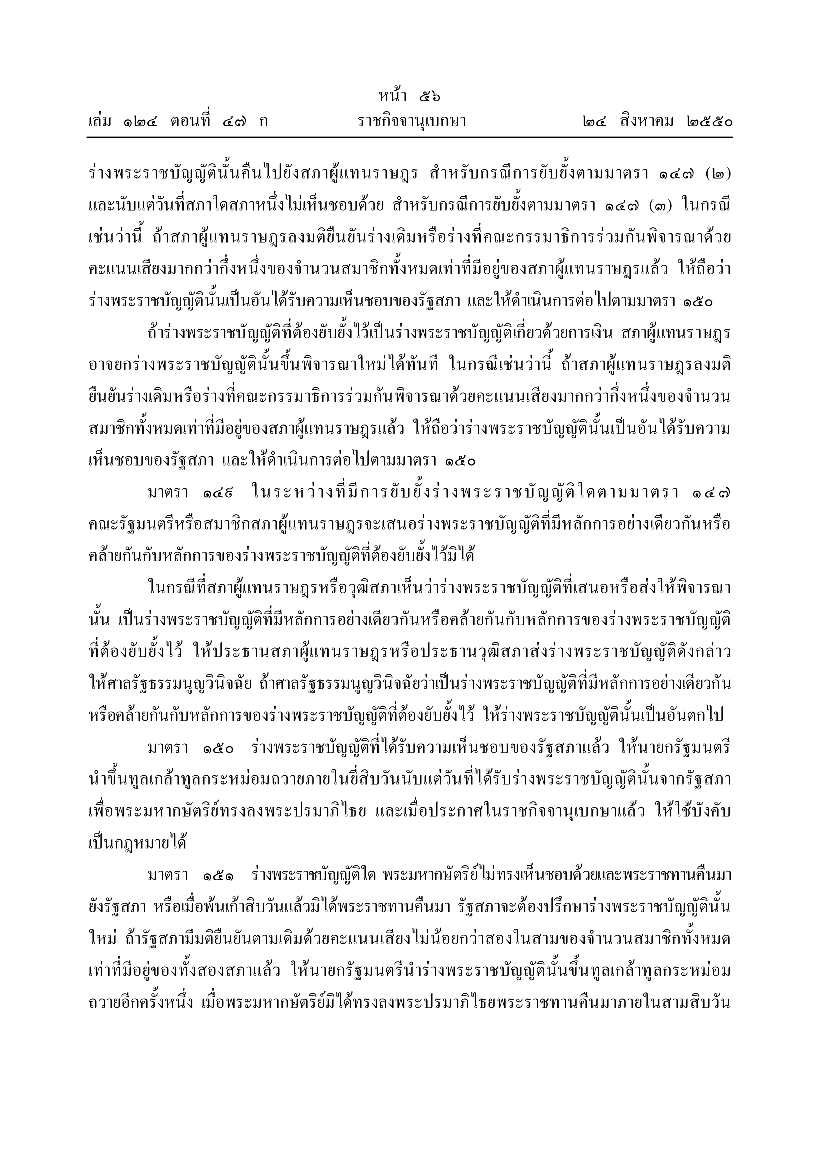 หน้า ๕๖
เล่ม ๑๒๔ ตอนที่ ๔๗ ก ราชกิจจานุเบกษา ๒๔ สิงหาคม ๒๕๕๐
ร่างพระราชบัญญัตินั้นคืนไปยังสภาผู้แทนราษฎร สำหรับกรณีการยับยั้งตามมาตรา ๑๔๗ (๒)
และนับแต่วันที่สภาใดสภาหนึ่งไม่เห็นชอบด้วย สำหรับกรณีการยับยั้งตามมาตรา ๑๔๗ (๓) ในกรณี
เช่นว่านี้ ถ้าสภาผู้แทนราษฎรลงมติยืนยันร่างเดิมหรือร่างที่คณะกรรมาธิการร่วมกันพิจารณาด้วย
คะแนนเสียงมากกว่ากึ่งหนึ่งของจำนวนสมาชิกทั้งหมดเท่าที่มีอยู่ของสภาผู้แทนราษฎรแล้ว ให้ถือว่า
ร่างพระราชบัญญัตินั้นเป็นอันได้รับความเห็นชอบของรัฐสภา และให้ดำเนินการต่อไปตามมาตรา ๑๕๐
ถ้าร่างพระราชบัญญัติที่ต้องยับยั้งไว้เป็นร่างพระราชบัญญัติเกี่ยวด้วยการเงิน สภาผู้แทนราษฎร
อาจยกร่างพระราชบัญญัตินั้นขึ้นพิจารณาใหม่ได้ทันที ในกรณีเช่นว่านี้ ถ้าสภาผู้แทนราษฎรลงมติ
ยืนยันร่างเดิมหรือร่างที่คณะกรรมาธิการร่วมกันพิจารณาด้วยคะแนนเสียงมากกว่ากึ่งหนึ่งของจำนวน
สมาชิกทั้งหมดเท่าที่มีอยู่ของสภาผู้แทนราษฎรแล้ว ให้ถือว่าร่างพระราชบัญญัตินั้นเป็นอันได้รับความ
เห็นชอบของรัฐสภา และให้ดำเนินการต่อไปตามมาตรา ๑๕๐
มาตรา ๑๔๙ ในระหว่างที่มีการยับยั้งร่างพระราชบัญญัติใดตามมาตรา ๑๔๗
คณะรัฐมนตรีหรือสมาชิกสภาผู้แทนราษฎรจะเสนอร่างพระราชบัญญัติที่มีหลักการอย่างเดียวกันหรือ
คล้ายกันกับหลักการของร่างพระราชบัญญัติที่ต้องยับยั้งไว้มิได้
ในกรณีที่สภาผู้แทนราษฎรหรือวุฒิสภาเห็นว่าร่างพระราชบัญญัติที่เสนอหรือส่งให้พิจารณา
นั้น เป็นร่างพระราชบัญญัติที่มีหลักการอย่างเดียวกันหรือคล้ายกันกับหลักการของร่างพระราชบัญญัติ
ที่ต้องยับยั้งไว้ ให้ประธานสภาผู้แทนราษฎรหรือประธานวุฒิสภาส่งร่างพระราชบัญญัติดังกล่าว
ให้ศาลรัฐธรรมนูญวินิจฉัย ถ้าศาลรัฐธรรมนูญวินิจฉัยว่าเป็นร่างพระราชบัญญัติที่มีหลักการอย่างเดียวกัน
หรือคล้ายกันกับหลักการของร่างพระราชบัญญัติที่ต้องยับยั้งไว้ ให้ร่างพระราชบัญญัตินั้นเป็นอันตกไป
มาตรา ๑๕๐ ร่างพระราชบัญญัติที่ได้รับความเห็นชอบของรัฐสภาแล้ว ให้นายกรัฐมนตรี
นำขึ้นทูลเกล้าทูลกระหม่อมถวายภายในยี่สิบวันนับแต่วันที่ได้รับร่างพระราชบัญญัตินั้นจากรัฐสภา
เพื่อพระมหากษัตริย์ทรงลงพระปรมาภิไธย และเมื่อประกาศในราชกิจจานุเบกษาแล้ว ให้ใช้บังคับ
เป็นกฎหมายได้
มาตรา ๑๕๑ ร่างพระราชบัญญัติใด พระมหากษัตริย์ไม่ทรงเห็นชอบด้วยและพระราชทานคืนมา
ยังรัฐสภา หรือเมื่อพ้นเก้าสิบวันแล้วมิได้พระราชทานคืนมา รัฐสภาจะต้องปรึกษาร่างพระราชบัญญัตินั้น
ใหม่ ถ้ารัฐสภามีมติยืนยันตามเดิมด้วยคะแนนเสียงไม่น้อยกว่าสองในสามของจำนวนสมาชิกทั้งหมด
เท่าที่มีอยู่ของทั้งสองสภาแล้ว ให้นายกรัฐมนตรีนำร่างพระราชบัญญัตินั้นขึ้นทูลเกล้าทูลกระหม่อม
ถวายอีกครั้งหนึ่ง เมื่อพระมหากษัตริย์มิได้ทรงลงพระปรมาภิไธยพระราชทานคืนมาภายในสามสิบวัน